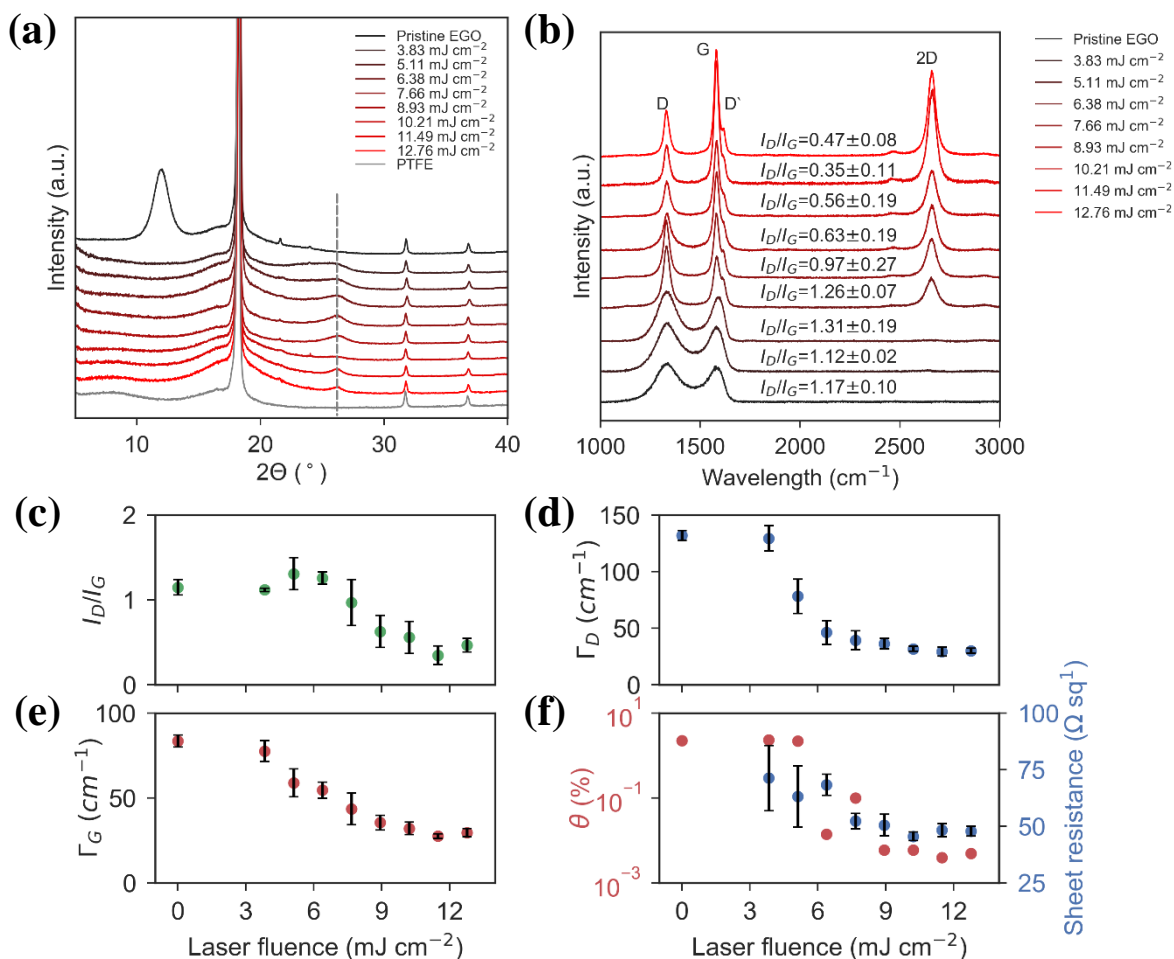 (a)
Intensity (a.u.)
Pristine EGO
3.83 mJ cm⁻²
5.11 mJ cm⁻²
6.38 mJ cm⁻²
7.66 mJ cm⁻²
8.93 mJ cm⁻²
10.21 mJ cm⁻²
11.49 mJ cm⁻²
12.76 mJ cm⁻²
PTFE
10 20 30 40
2Θ (°)
(b)
Intensity (a.u.)
D
G
D`
2D
I_D/I_G=0.47±0.08
I_D/I_G=0.35±0.11
I_D/I_G=0.56±0.19
I_D/I_G=0.63±0.19
I_D/I_G=0.97±0.27
I_D/I_G=1.26±0.07
I_D/I_G=1.31±0.19
I_D/I_G=1.12±0.02
I_D/I_G=1.17±0.10
1000 1500 2000 2500 3000
Wavelength (cm⁻¹)
Pristine EGO
3.83 mJ cm⁻²
5.11 mJ cm⁻²
6.38 mJ cm⁻²
7.66 mJ cm⁻²
8.93 mJ cm⁻²
10.21 mJ cm⁻²
11.49 mJ cm⁻²
12.76 mJ cm⁻²
(c)
I_D/I_G
2
1
0
(d)
Γ_D (cm⁻¹)
150
100
50
0
(e)
Γ_G (cm⁻¹)
100
50
0
0 3 6 9 12
Laser fluence (mJ cm⁻²)
(f)
θ (%)
10¹
10⁻¹
10⁻³
100
75
50
25
Sheet resistance (Ω sq¹)
0 3 6 9 12
Laser fluence (mJ cm⁻²)